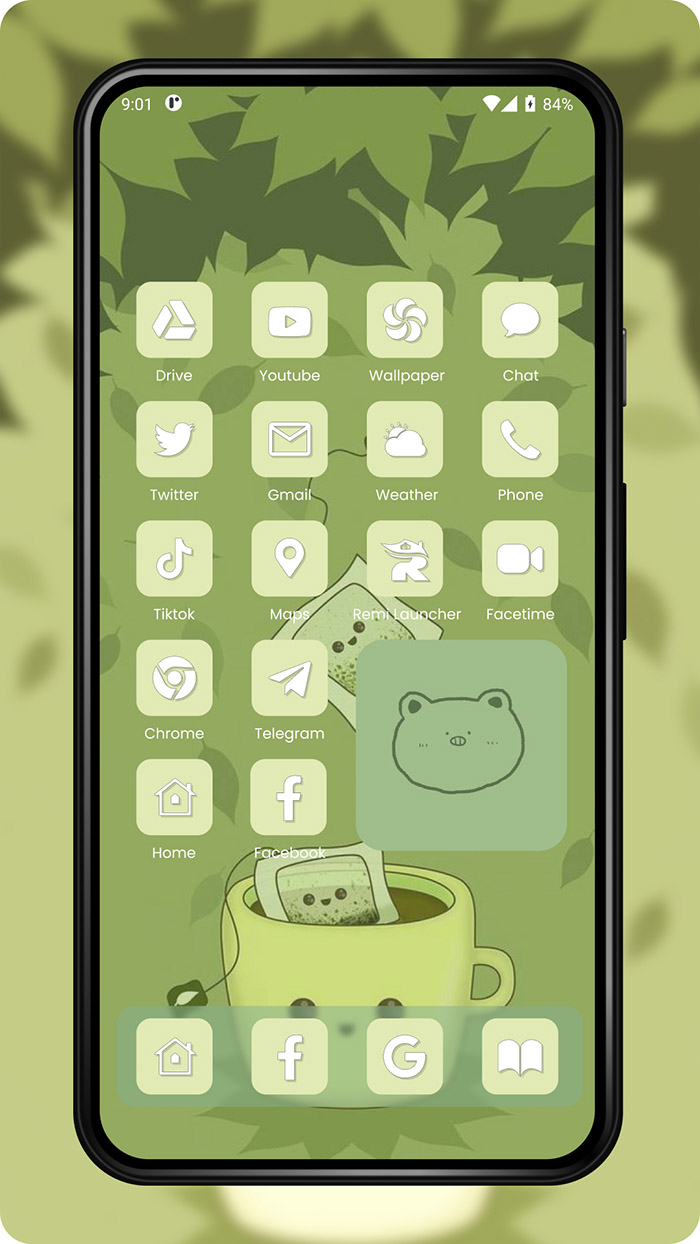 9:01 84%
Drive Youtube Wallpaper Chat
Twitter Gmail Weather Phone
Tiktok Maps Remi Launcher Facetime
Chrome Telegram
Home Facebook